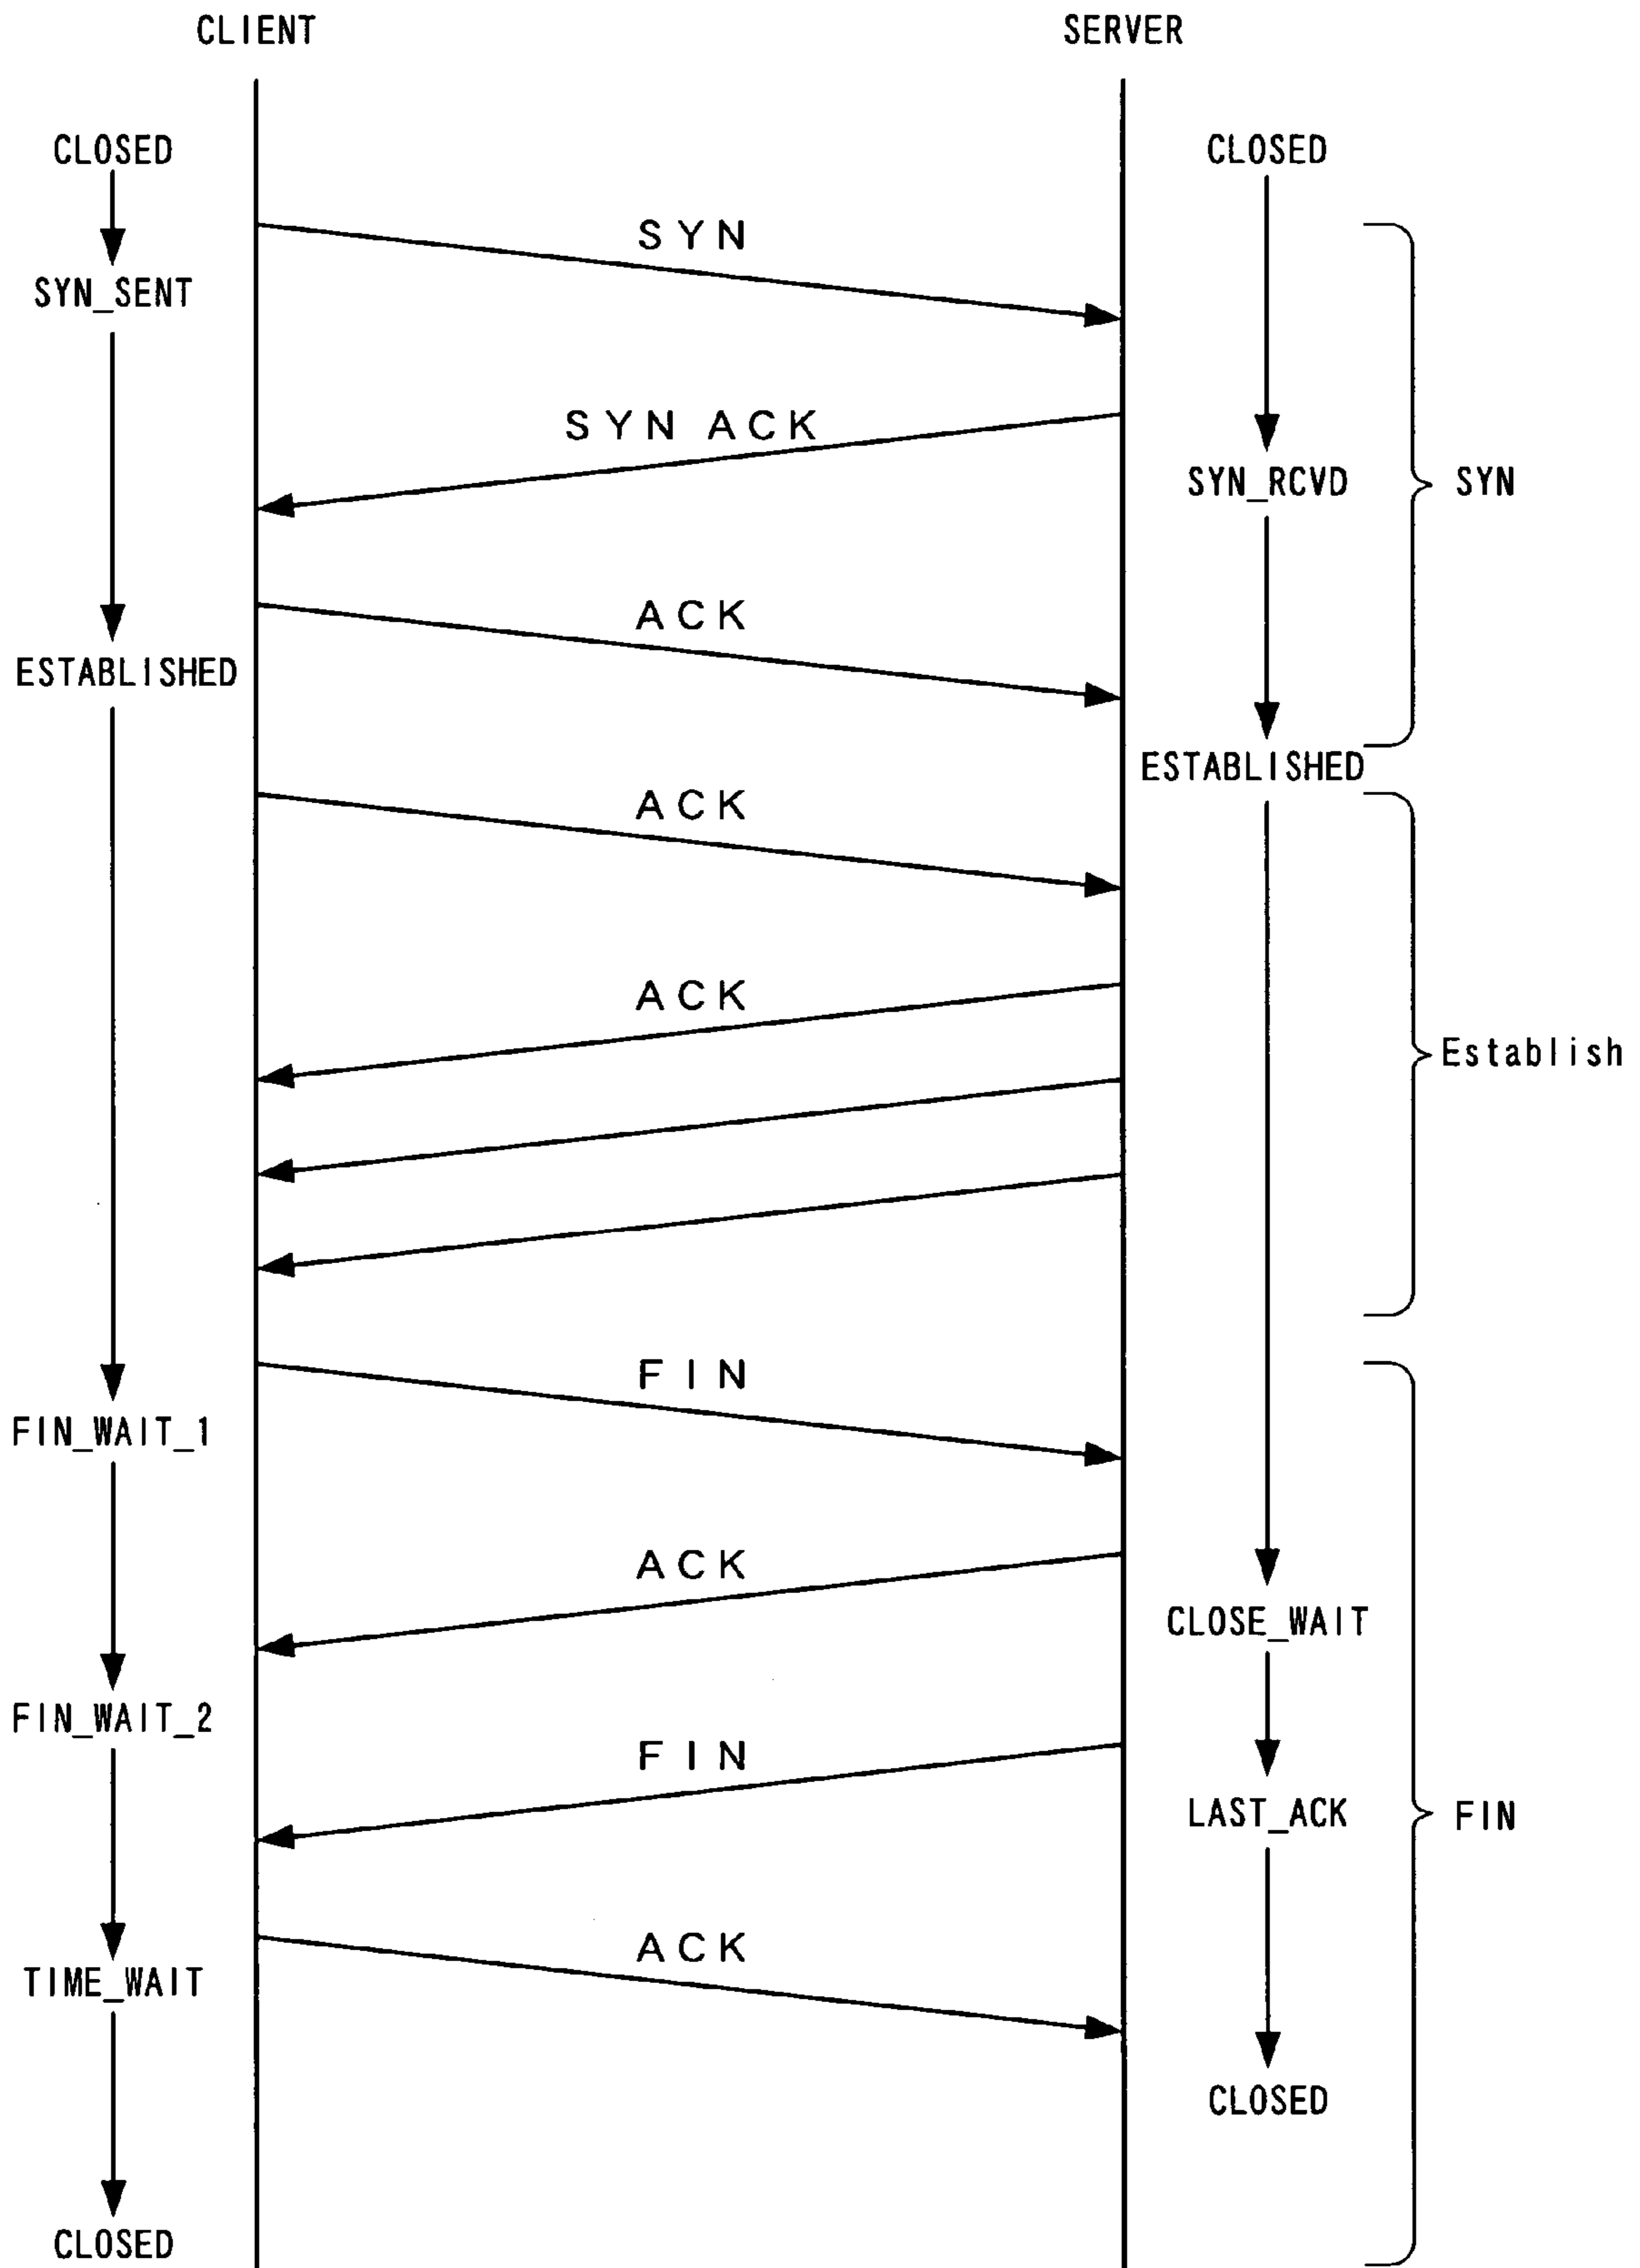 CLIENT
SERVER
CLOSED
CLOSED
SYN
SYN_SENT
SYN ACK
SYN_RCVD
SYN
ACK
ESTABLISHED
ESTABLISHED
ACK
ACK
Establish
FIN
FIN_WAIT_1
ACK
CLOSE_WAIT
FIN_WAIT_2
FIN
LAST_ACK
FIN
ACK
TIME_WAIT
CLOSED
CLOSED